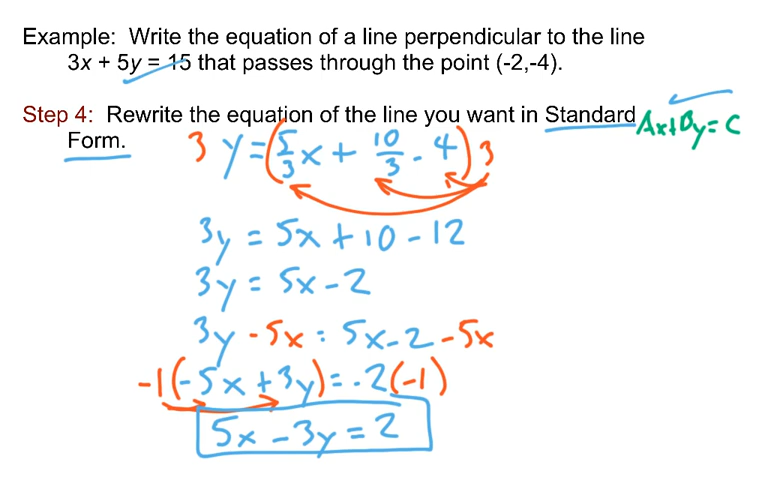 Example: Write the equation of a line perpendicular to the line
3x + 5y = 15 that passes through the point (-2,-4).
Step 4: Rewrite the equation of the line you want in Standard Ax+By=C
Form.
3 y=(5/3x + 10/3 - 4)3
3y = 5x + 10 - 12
3y = 5x - 2
3y - 5x = 5x - 2 - 5x
-1(-5x + 3y) = -2(-1)
5x - 3y = 2